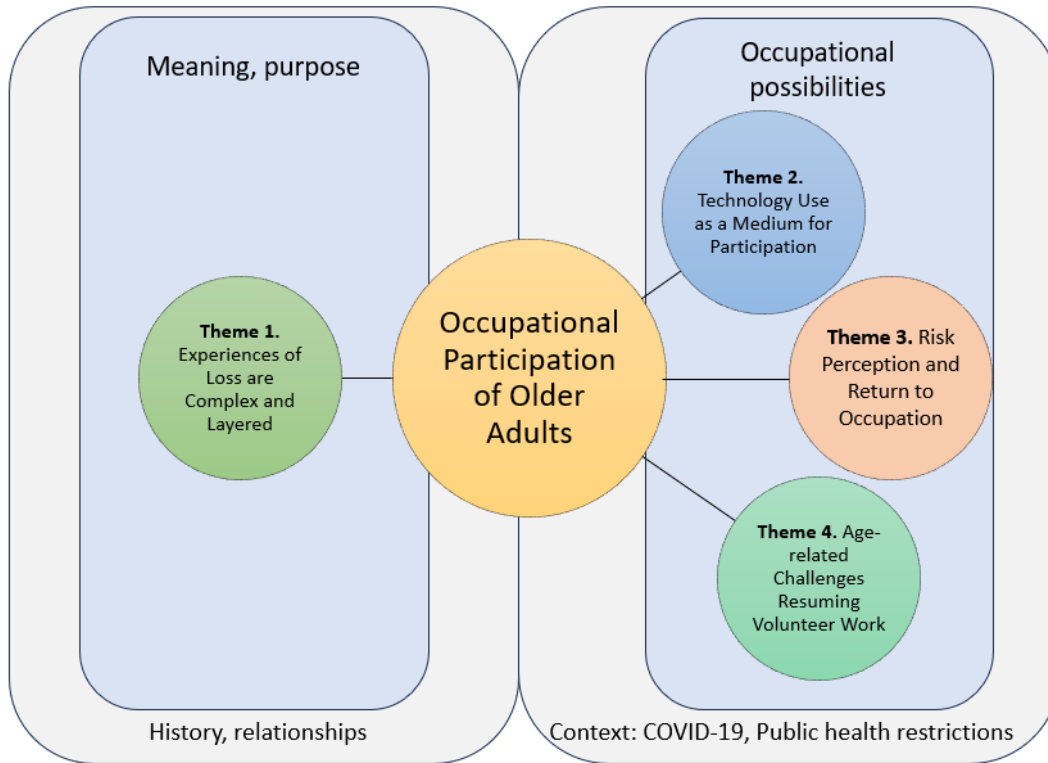 Meaning, purpose
Theme 1.
Experiences of
Loss are
Complex and
Layered
History, relationships
Occupational
Participation
of Older
Adults
Occupational
possibilities
Theme 2.
Technology Use
as a Medium for
Participation
Theme 3. Risk
Perception and
Return to
Occupation
Theme 4. Age-
related
Challenges
Resuming
Volunteer Work
Context: COVID-19, Public health restrictions